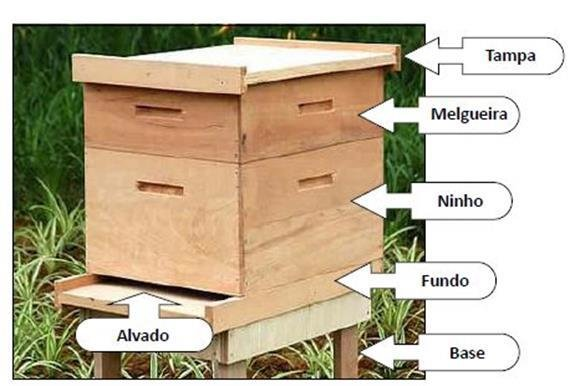 Tampa
Melgueira
Ninho
Fundo
Alvado
Base